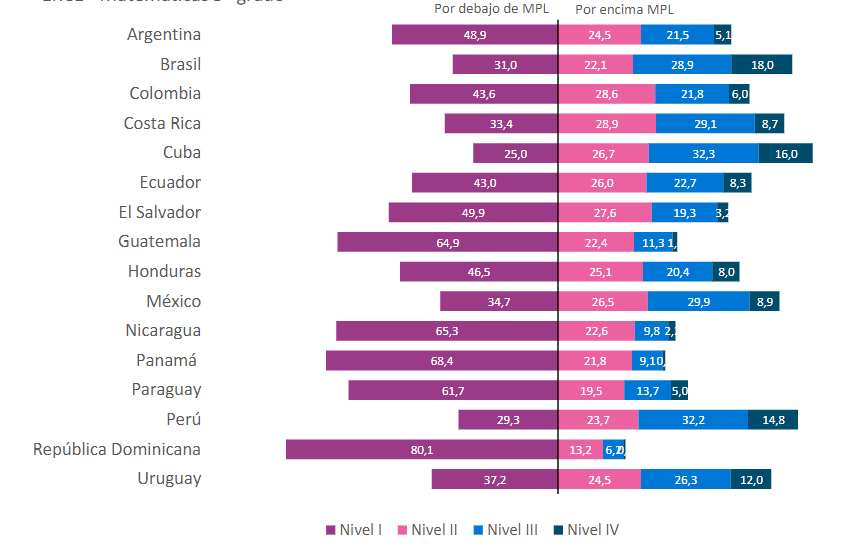 Por debajo de MPL Por encima MPL
Argentina 48,9 24,5 21,5 5,1
Brasil 31,0 22,1 28,9 18,0
Colombia 43,6 28,6 21,8 6,0
Costa Rica 33,4 28,9 29,1 8,7
Cuba 25,0 26,7 32,3 16,0
Ecuador 43,0 26,0 22,7 8,3
El Salvador 49,9 27,6 19,3 3,2
Guatemala 64,9 22,4 11,3
Honduras 46,5 25,1 20,4 8,0
México 34,7 26,5 29,9 8,9
Nicaragua 65,3 22,6 9,8
Panamá 68,4 21,8 9,1
Paraguay 61,7 19,5 13,7 5,0
Perú 29,3 23,7 32,2 14,8
República Dominicana 80,1 13,2
Uruguay 37,2 24,5 26,3 12,0
Nivel I Nivel II Nivel III Nivel IV